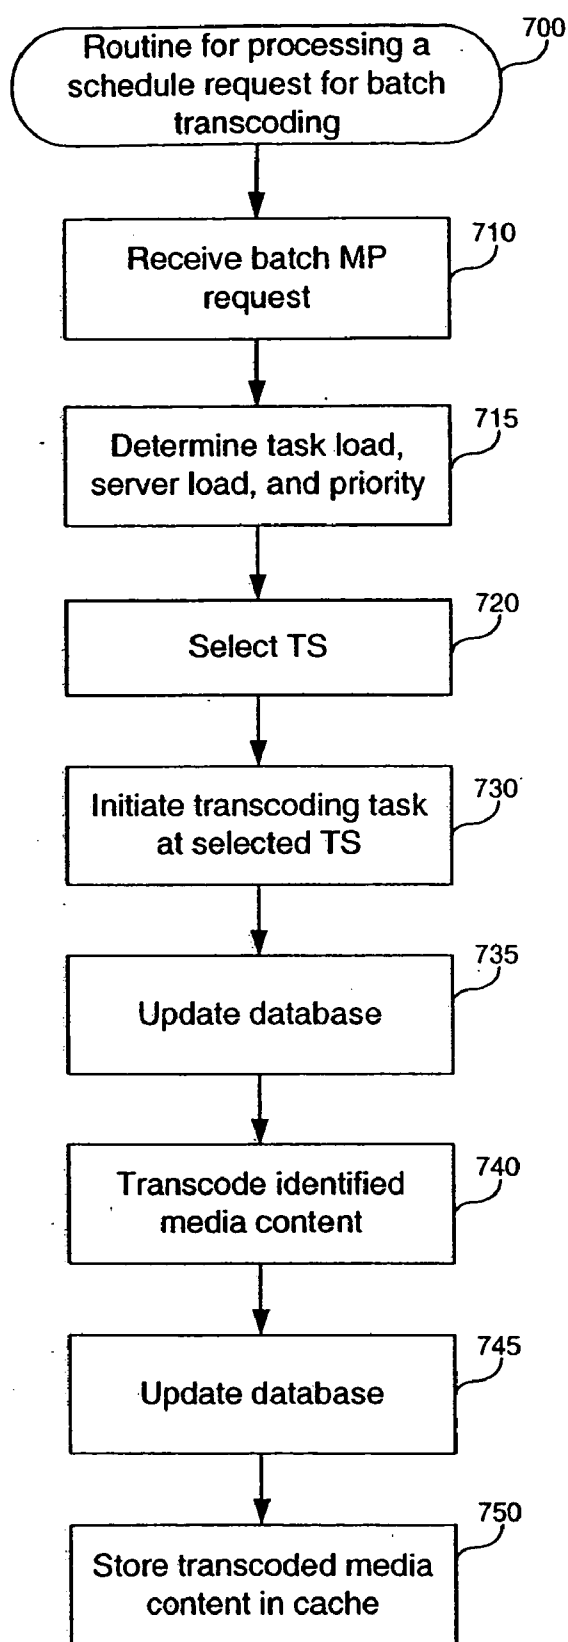 700
Routine for processing a
schedule request for batch
transcoding
710
Receive batch MP
request
715
Determine task load,
server load, and priority
720
Select TS
730
Initiate transcoding task
at selected TS
735
Update database
740
Transcode identified
media content
745
Update database
750
Store transcoded media
content in cache